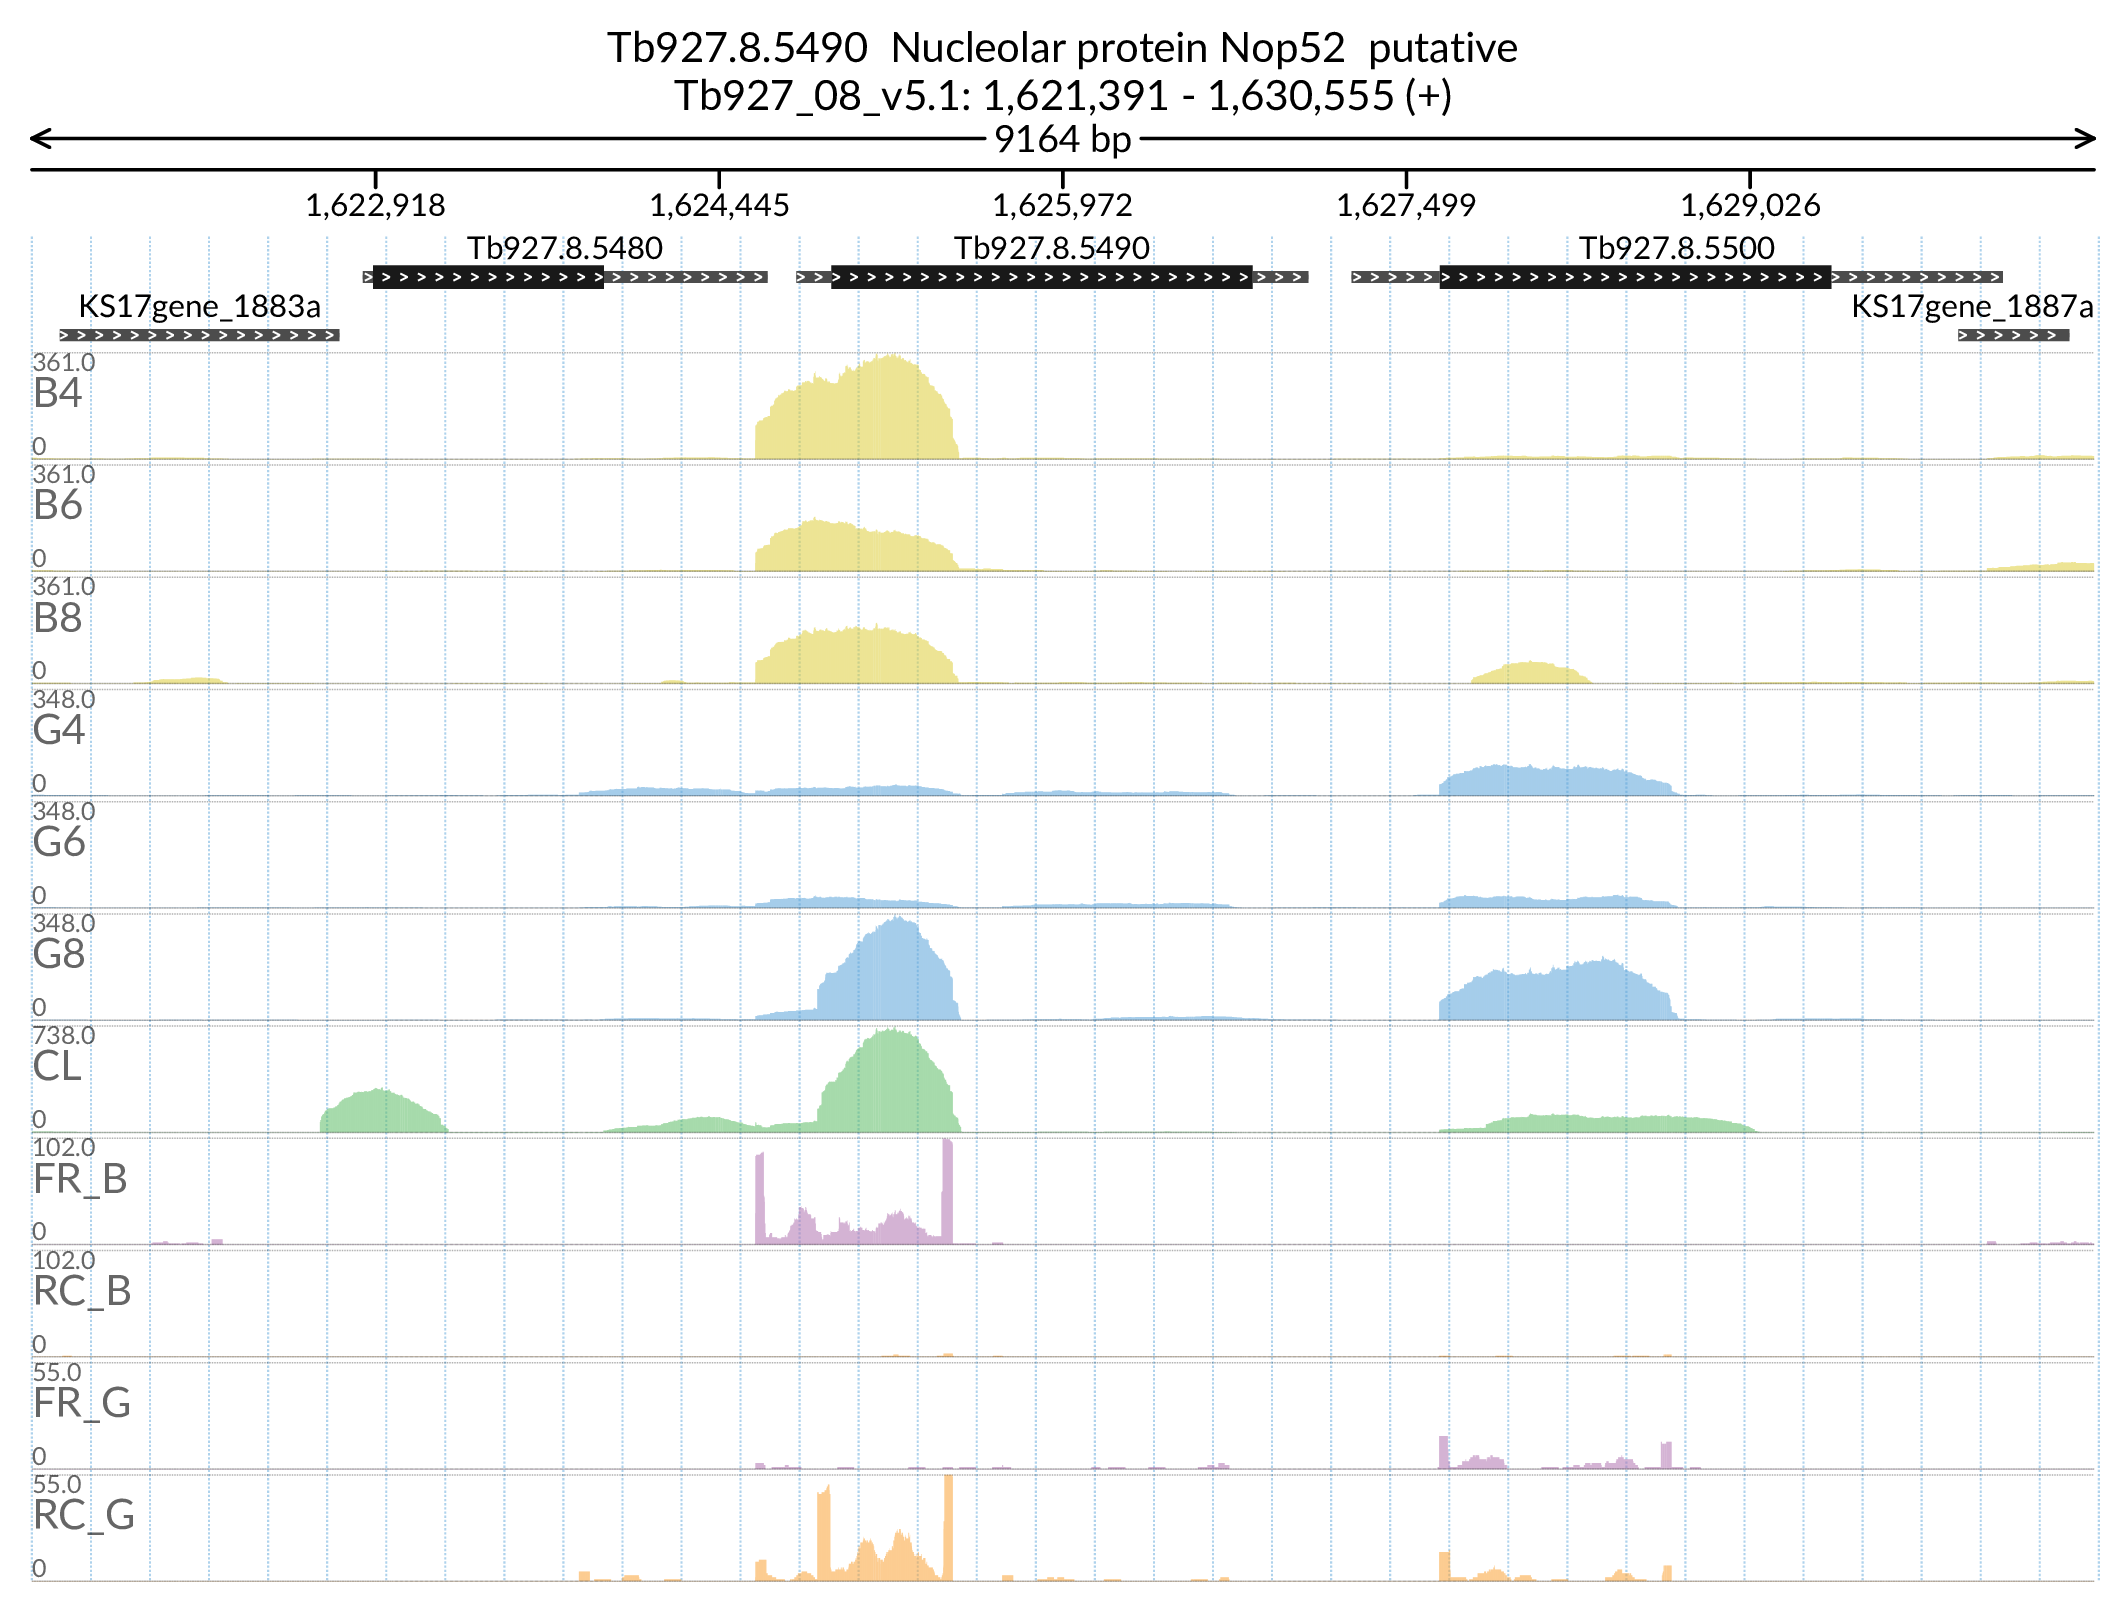 Tb927.8.5490  Nucleolar protein Nop52  putative
Tb927_08_v5.1: 1,621,391 - 1,630,555 (+)
9164 bp
1,622,918 1,624,445 1,625,972 1,627,499 1,629,026
Tb927.8.5480 Tb927.8.5490 Tb927.8.5500
KS17gene_1883a KS17gene_1887a
361.0
B4
0
361.0
B6
0
361.0
B8
0
348.0
G4
0
348.0
G6
0
348.0
G8
0
738.0
CL
0
102.0
FR_B
0
102.0
RC_B
0
55.0
FR_G
0
55.0
RC_G
0